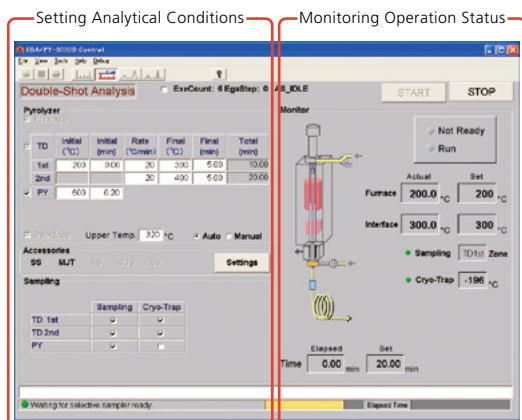 Setting Analytical Conditions
Monitoring Operation Status
EGA/PY-3030D Control
File View Tools Help Debug
Double-Shot Analysis ExeCount: 6 EgaStep: 0 AS_IDLE
START STOP
Pyrolyzer
Furnace
TD Initial (°C) Initial (min) Rate (°C/min) Final (°C) Final (min) Total (min)
1st 200 0.00 20 300 5.00 10.00
2nd 20 400 5.00 20.00
PY 600 0.20
Interface Upper Temp. 320 °C Auto Manual
Accessories
SS MJT AS
Settings
Sampling
Sampling Cryo-Trap
TD 1st
TD 2nd
PY
Monitor
Not Ready
Run
Actual Set
Furnace 200.0 °C 200 °C
Interface 300.0 °C 300 °C
Sampling TD1st Zone
Cryo-Trap -196 °C
Elapsed Set
Time 0.00 min 20.00 min
Waiting for selective sampler ready
Elapsed Time